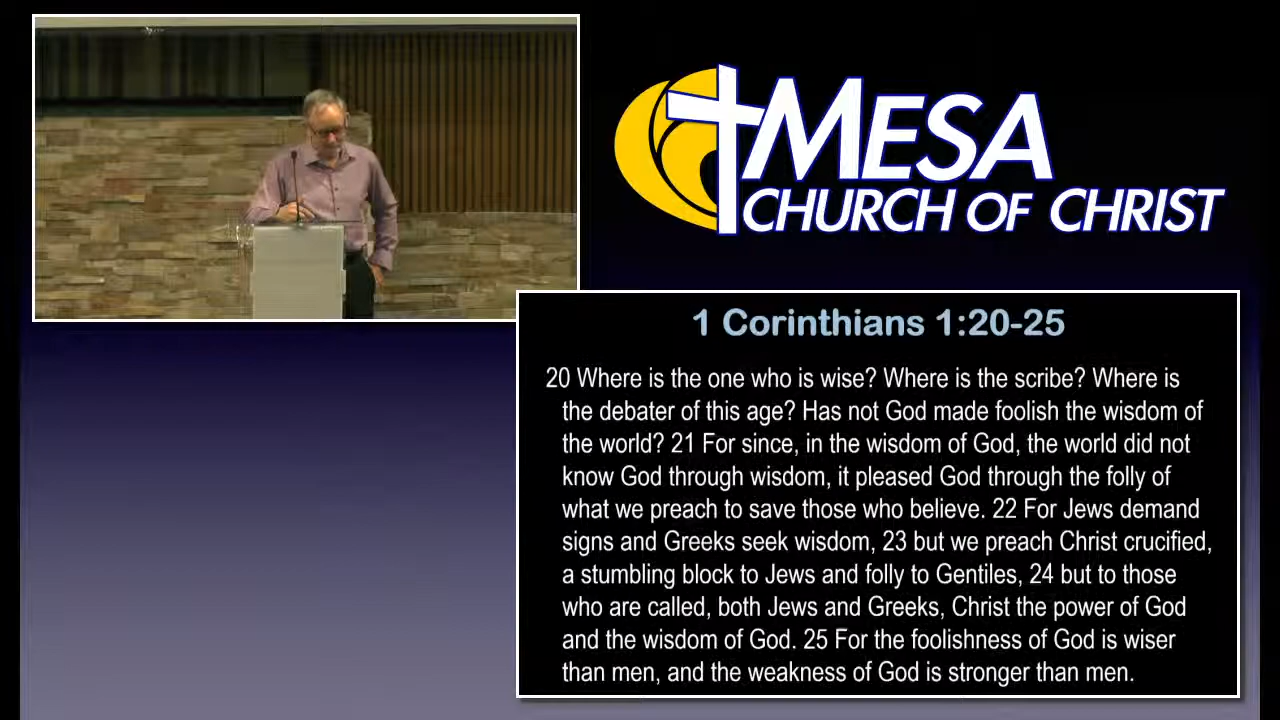 MESA
CHURCH OF CHRIST
1 Corinthians 1:20-25
20 Where is the one who is wise? Where is the scribe? Where is
the debater of this age? Has not God made foolish the wisdom of
the world? 21 For since, in the wisdom of God, the world did not
know God through wisdom, it pleased God through the folly of
what we preach to save those who believe. 22 For Jews demand
signs and Greeks seek wisdom, 23 but we preach Christ crucified,
a stumbling block to Jews and folly to Gentiles, 24 but to those
who are called, both Jews and Greeks, Christ the power of God
and the wisdom of God. 25 For the foolishness of God is wiser
than men, and the weakness of God is stronger than men.